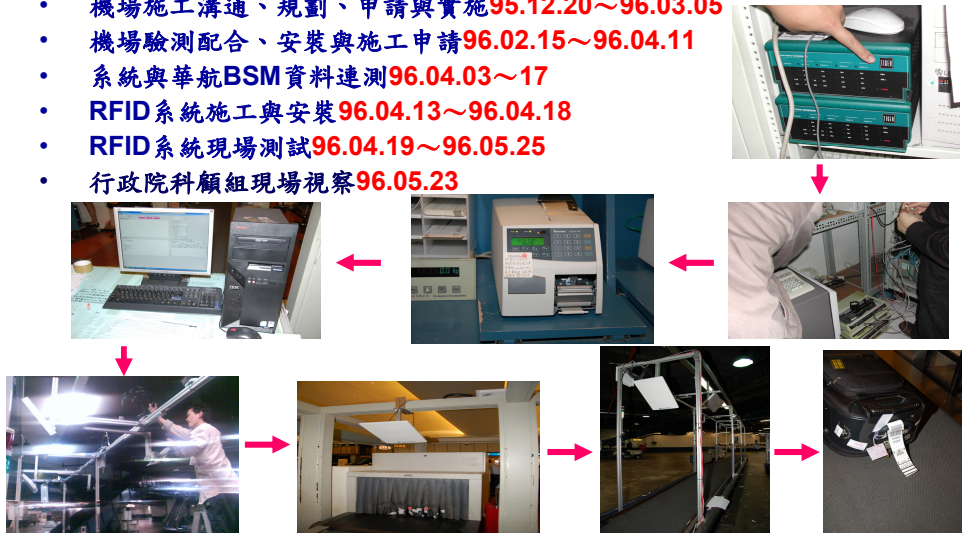 • 機場施工溝通、規劃、申請與實施95.12.20～96.03.05
• 機場驗測配合、安裝與施工申請96.02.15～96.04.11
• 系統與華航BSM資料連測96.04.03～17
• RFID系統施工與安裝96.04.13～96.04.18
• RFID系統現場測試96.04.19～96.05.25
• 行政院科顧組現場視察96.05.23
TIGER
IBM